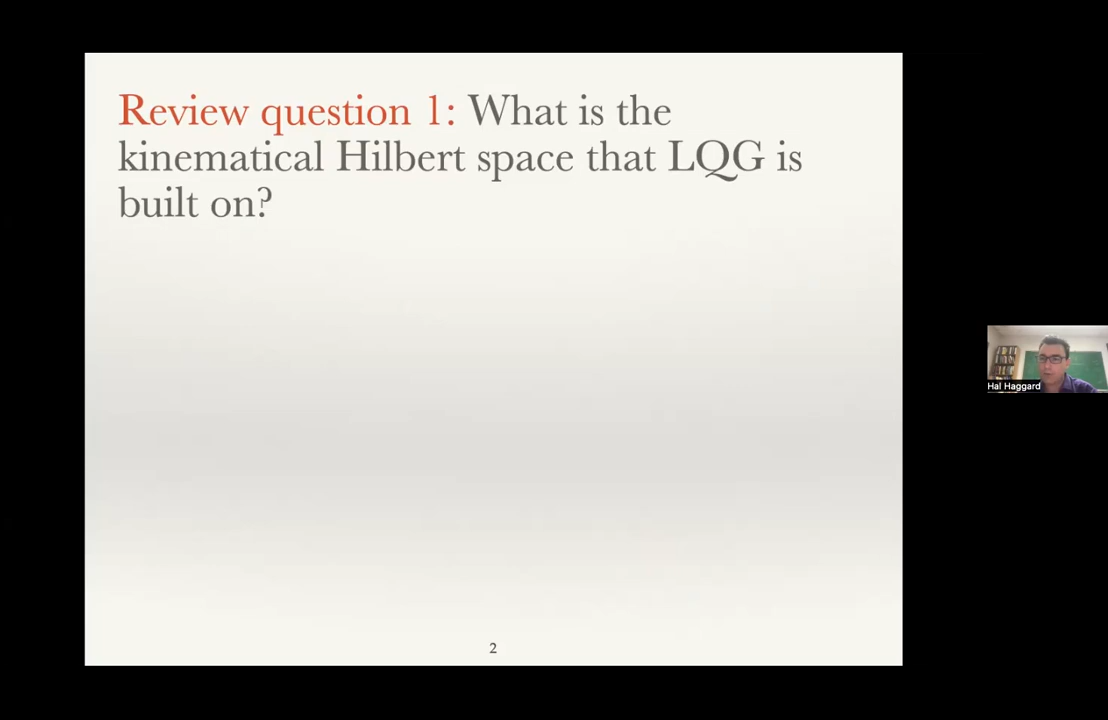 Review question 1: What is the
kinematical Hilbert space that LQG is
built on?
Hal Haggard
2